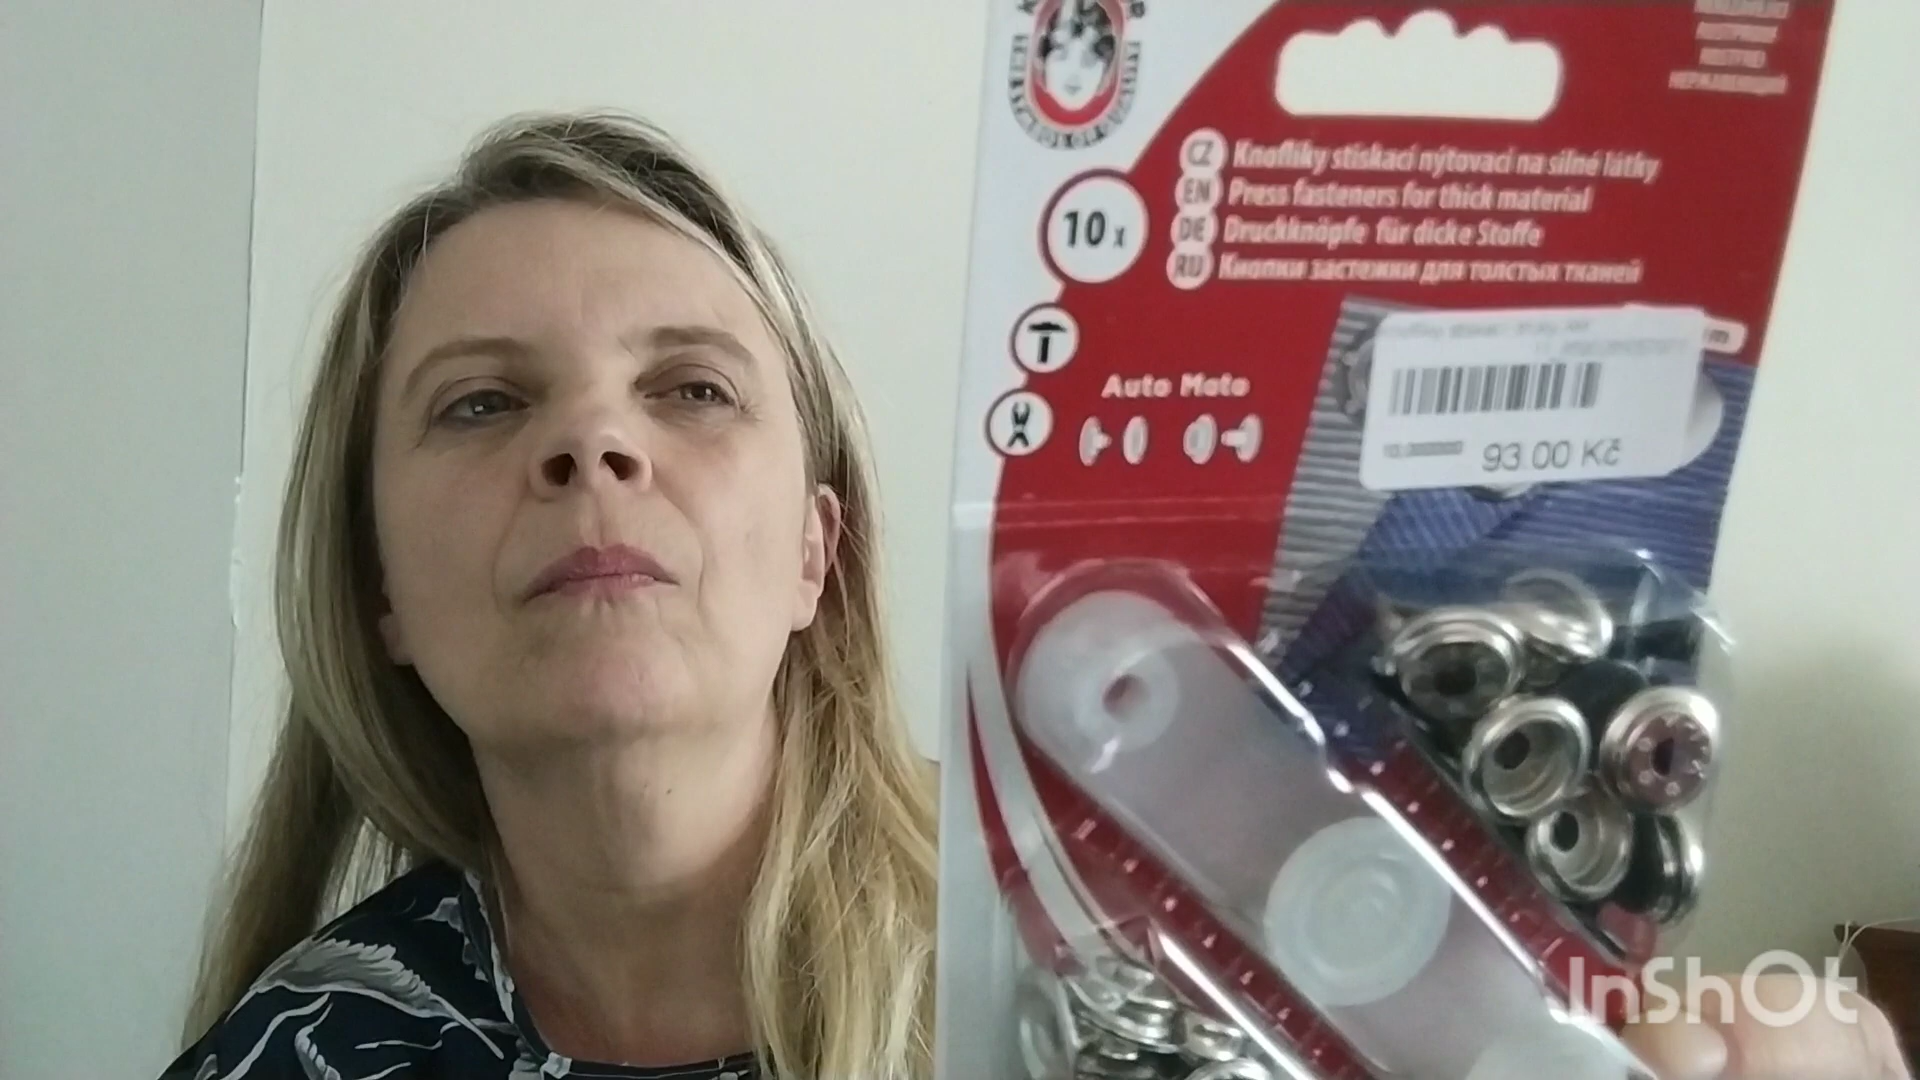 CZ Knoflíky stiskací nýtovací na silné látky
EN Press fasteners for thick material
DE Druckknöpfe für dicke Stoffe
RU Кнопки застежки для толстых тканей
10 x
Auto Moto
93.00 Kč
InShOt